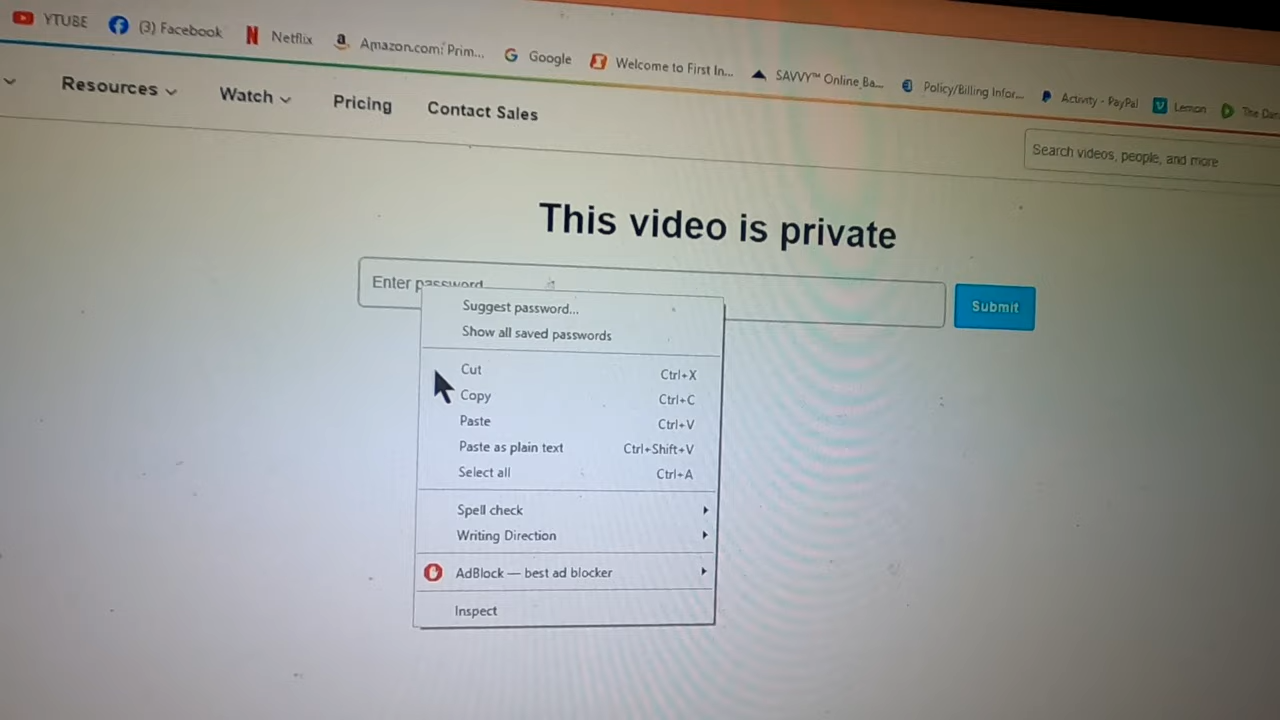 YTUBE (3) Facebook Netflix Amazon.com: Prim... Google Welcome to First In... SAVVY™ Online Ba... Policy/Billing Infor... Activity - PayPal Lemon The Da
Resources Watch Pricing Contact Sales
Search videos, people, and more
This video is private
Enter password
Submit
Suggest password...
Show all saved passwords
Cut Ctrl+X
Copy Ctrl+C
Paste Ctrl+V
Paste as plain text Ctrl+Shift+V
Select all Ctrl+A
Spell check
Writing Direction
AdBlock — best ad blocker
Inspect